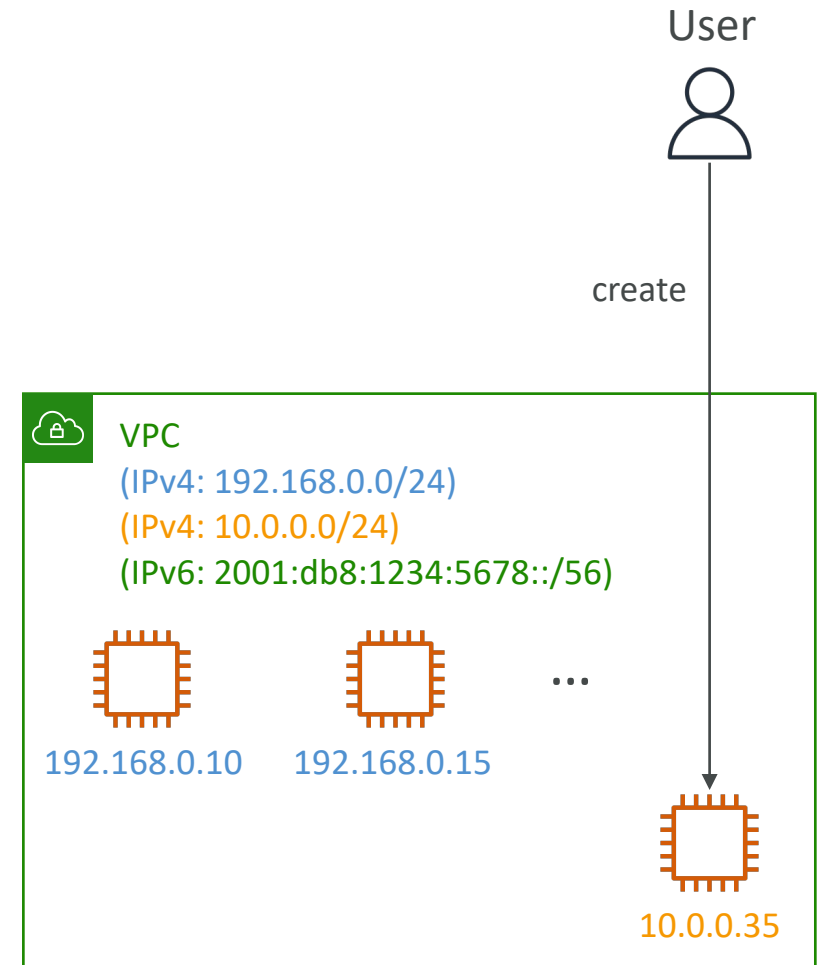 User
create
VPC
(IPv4: 192.168.0.0/24)
(IPv4: 10.0.0.0/24)
(IPv6: 2001:db8:1234:5678::/56)
...
192.168.0.10
192.168.0.15
10.0.0.35